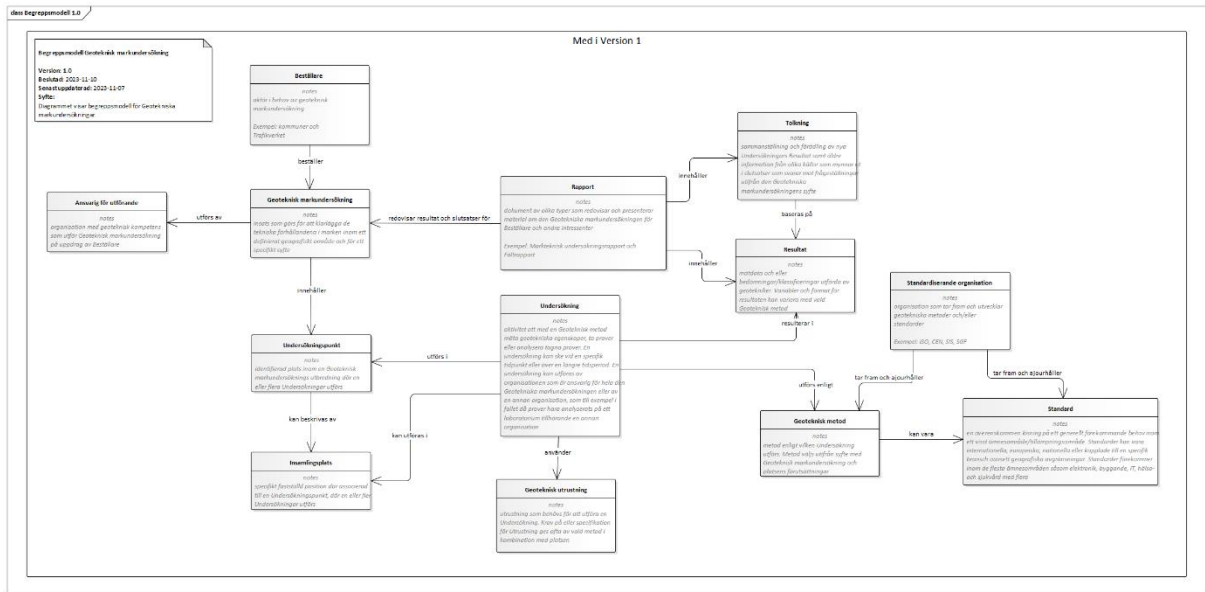 class Begreppsmodell 1.0
Med i Version 1
Begreppsmodell Geoteknisk markundersökning
Version: 1.0
Beslutad: 2023-11-10
Senast uppdaterad: 2023-11-07
Syfte:
Diagrammet visar begreppsmodell för Geotekniska
markundersökningar
Beställare
notes
aktör i behov av geoteknisk
markundersökning
Exempel: kommuner och
Trafikverket
beställer
Ansvarig för utförande
notes
organisation med geoteknisk kompetens
som utför Geoteknisk markundersökning
på uppdrag av Beställare
utförs av
Geoteknisk markundersökning
notes
insats som görs för att klarlägga de
tekniska förhållandena i marken inom ett
definierat geografiskt område och för ett
specifikt syfte
redovisar resultat och slutsatser för
Rapport
notes
dokument av olika typer som redovisar och presenterar
material om den Geotekniska markundersökningen för
Beställare och andra intressenter
Exempel: Markteknisk undersökningsrapport och
Fältrapport
innehåller
Tolkning
notes
sammanställning och förädling av nya
Undersökningars Resultat samt äldre
information från olika källor som mynnar ut
i slutsatser som svarar mot frågeställningar
utifrån den Geotekniska
markundersökningens syfte
baseras på
innehåller
Resultat
notes
mätdata och eller
bedömningar/klassificeringar utförda av
geotekniker. Variabler och format för
resultaten kan variera med vald
Geoteknisk metod
resulterar i
Standardiserande organisation
notes
organisation som tar fram och utvecklar
geotekniska metoder och/eller
standarder
Exempel: ISO, CEN, SIS, SGF
innehåller
Undersökningspunkt
notes
identifierad plats inom en Geoteknisk
markundersöknings utbredning där en
eller flera Undersökningar utförs
utförs i
Undersökning
notes
aktivitet att med en Geoteknisk metod
mäta geotekniska egenskaper, ta prover
eller analysera tagna prover. En
undersökning kan ske vid en specifik
tidpunkt eller över en längre tidsperiod. En
undersökning kan utföras av
organisationen som är ansvarig för hela den
Geotekniska markundersökningen eller av
en annan organisation, som till exempel i
fallet då prover bara analyserats på ett
laboratorium tillhörande en annan
organisation
utförs enligt
tar fram och ajourhåller
tar fram och ajourhåller
kan beskrivas av
kan utföras i
Insamlingsplats
notes
specifikt fastställd position
till en Undersökningspunkt, där en eller fler
Undersökningar utförs
använder
Geoteknisk utrustning
notes
utrustning som behövs för att utföra en
Undersökning. Krav på eller specifikation
för Utrustning ges ofta av vald metod i
kombination med platsen
Geoteknisk metod
notes
metod enligt vilken Undersökning
utförs. Metod väljs utifrån syfte med
Geoteknisk markundersökning och
platsens förutsättningar
kan vara
Standard
notes
en överenskommen lösning på ett generellt förekommande behov inom
ett visst ämnesområde/tillämpningsområde. Standarder kan vara
internationella, europeiska, nationella eller kopplade till en specifik
bransch oavsett geografiska avgränsningar. Standarder förekommer
inom de flesta ämnesområden såsom elektronik, byggande, IT, hälso-
och sjukvård med flera